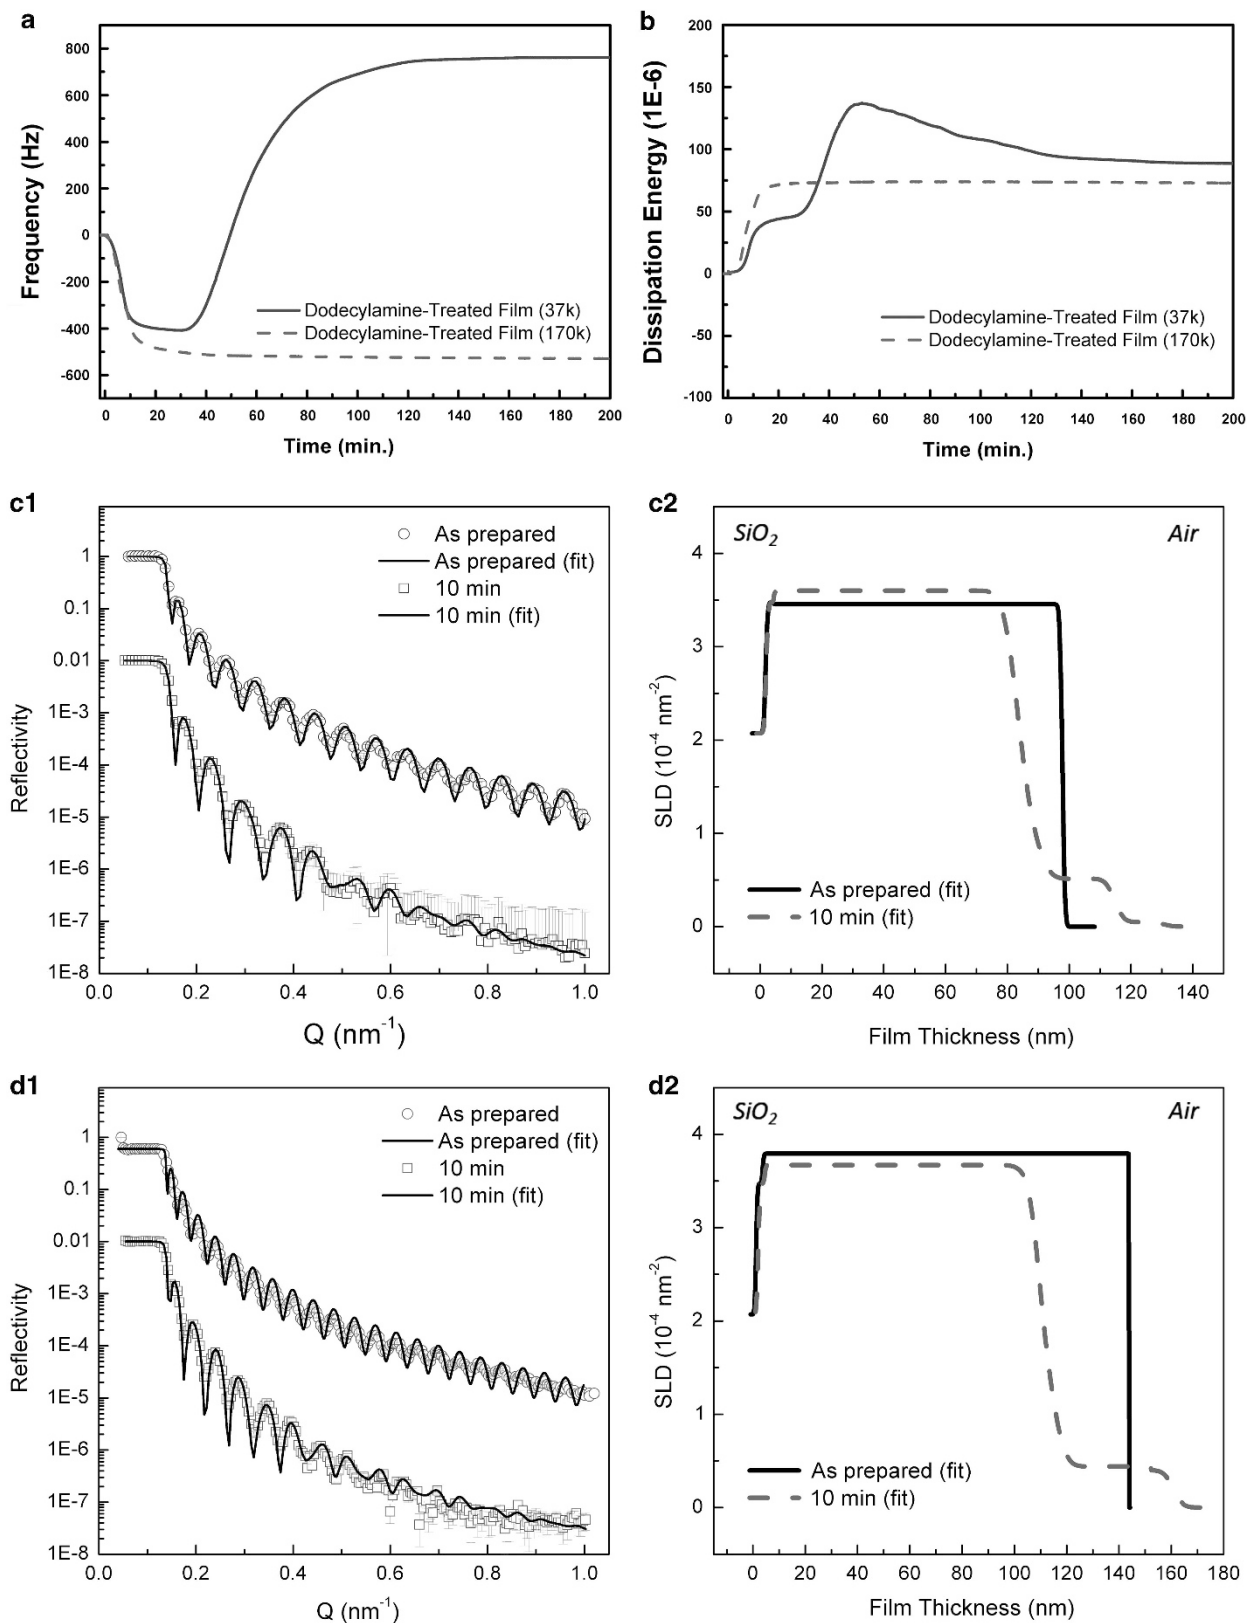 a
Frequency (Hz)
800
600
400
200
0
-200
-400
-600
0 20 40 60 80 100 120 140 160 180 200
Time (min.)
Dodecylamine-Treated Film (37k)
Dodecylamine-Treated Film (170k)
b
Dissipation Energy (1E-6)
200
150
100
50
0
-50
-100
0 20 40 60 80 100 120 140 160 180 200
Time (min.)
Dodecylamine-Treated Film (37k)
Dodecylamine-Treated Film (170k)
c1
Reflectivity
1
0.1
0.01
1E-3
1E-4
1E-5
1E-6
1E-7
1E-8
0.0 0.2 0.4 0.6 0.8 1.0
Q (nm⁻¹)
As prepared
As prepared (fit)
10 min
10 min (fit)
c2
SiO₂ Air
SLD (10⁻⁴ nm⁻²)
4
3
2
1
0
0 20 40 60 80 100 120 140
Film Thickness (nm)
As prepared (fit)
10 min (fit)
d1
Reflectivity
1
0.1
0.01
1E-3
1E-4
1E-5
1E-6
1E-7
1E-8
0.0 0.2 0.4 0.6 0.8 1.0
Q (nm⁻¹)
As prepared
As prepared (fit)
10 min
10 min (fit)
d2
SiO₂ Air
SLD (10⁻⁴ nm⁻²)
4
3
2
1
0
0 20 40 60 80 100 120 140 160 180
Film Thickness (nm)
As prepared (fit)
10 min (fit)